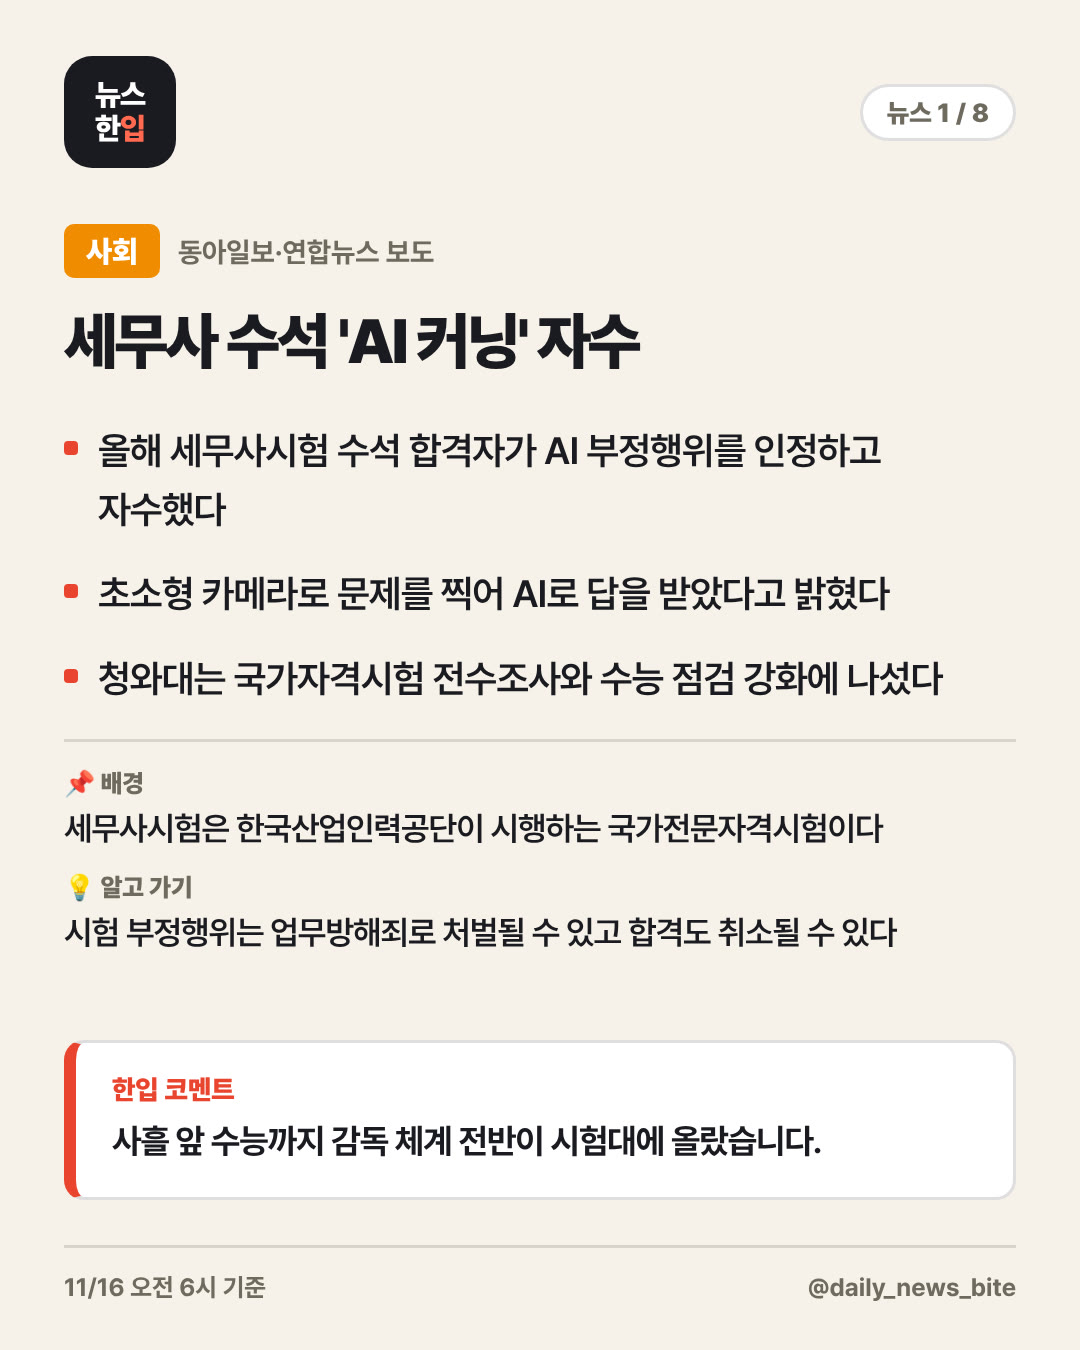 뉴스
한입
뉴스 1 / 8
사회 동아일보·연합뉴스 보도
세무사 수석 'AI 커닝' 자수
올해 세무사시험 수석 합격자가 AI 부정행위를 인정하고
자수했다
초소형 카메라로 문제를 찍어 AI로 답을 받았다고 밝혔다
청와대는 국가자격시험 전수조사와 수능 점검 강화에 나섰다
📌 배경
세무사시험은 한국산업인력공단이 시행하는 국가전문자격시험이다
💡 알고 가기
시험 부정행위는 업무방해죄로 처벌될 수 있고 합격도 취소될 수 있다
한입 코멘트
사흘 앞 수능까지 감독 체계 전반이 시험대에 올랐습니다.
11/16 오전 6시 기준
@daily_news_bite